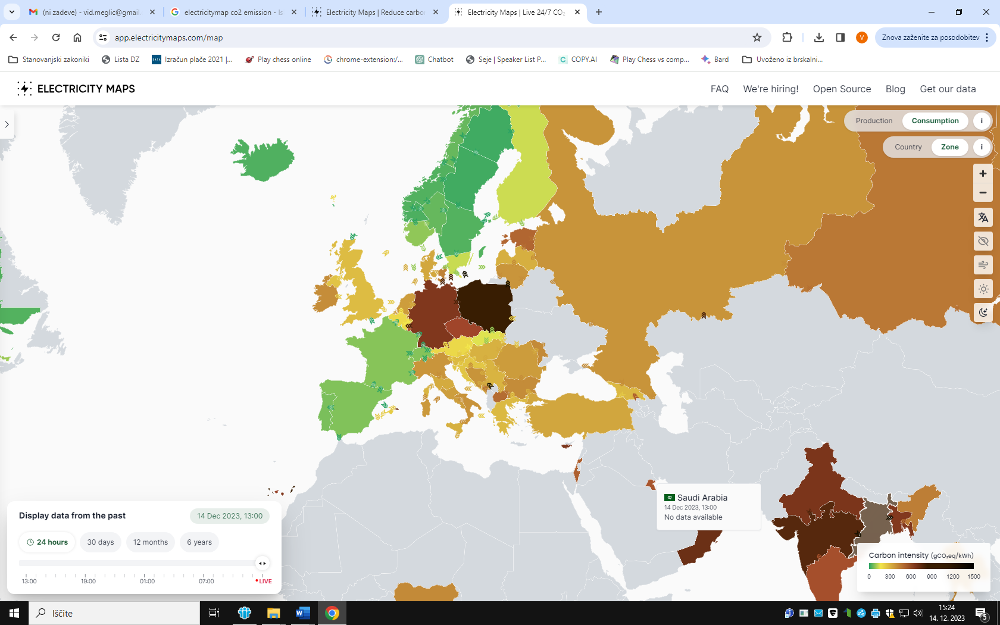 (ni zadeve) - vid.meglic@gmail.
electricitymap co2 emission - Is
Electricity Maps | Reduce carbo
Electricity Maps | Live 24/7 CO₂
app.electricitymaps.com/map
V
Znova zaženite za posodobitev
Stanovanjski zakoniki
Lista DZ
DATA
Izračun plače 2021 |...
Play chess online
chrome-extension:/...
Chatbot
Seje | Speaker List P...
C
COPY.AI
Play Chess vs comp...
Bard
Uvoženo iz brskalni...
ELECTRICITY MAPS
FAQ
We're hiring!
Open Source
Blog
Get our data
Production
Consumption
i
Country
Zone
i
Saudi Arabia
14 Dec 2023, 13:00
No data available
Display data from the past
14 Dec 2023, 13:00
24 hours
30 days
12 months
6 years
13:00
19:00
01:00
07:00
LIVE
Carbon intensity (gCO₂eq/kWh)
0 300 600 900 1200 1500
Iščite
15:24
14. 12. 2023
5